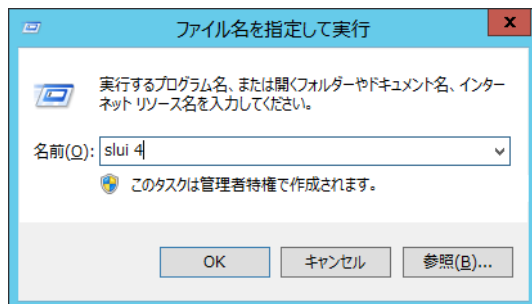 ファイル名を指定して実行
x
実行するプログラム名、または開くフォルダーやドキュメント名、インター
ネット リソース名を入力してください。
名前(O): slui 4
このタスクは管理者特権で作成されます。
OK キャンセル 参照(B)...